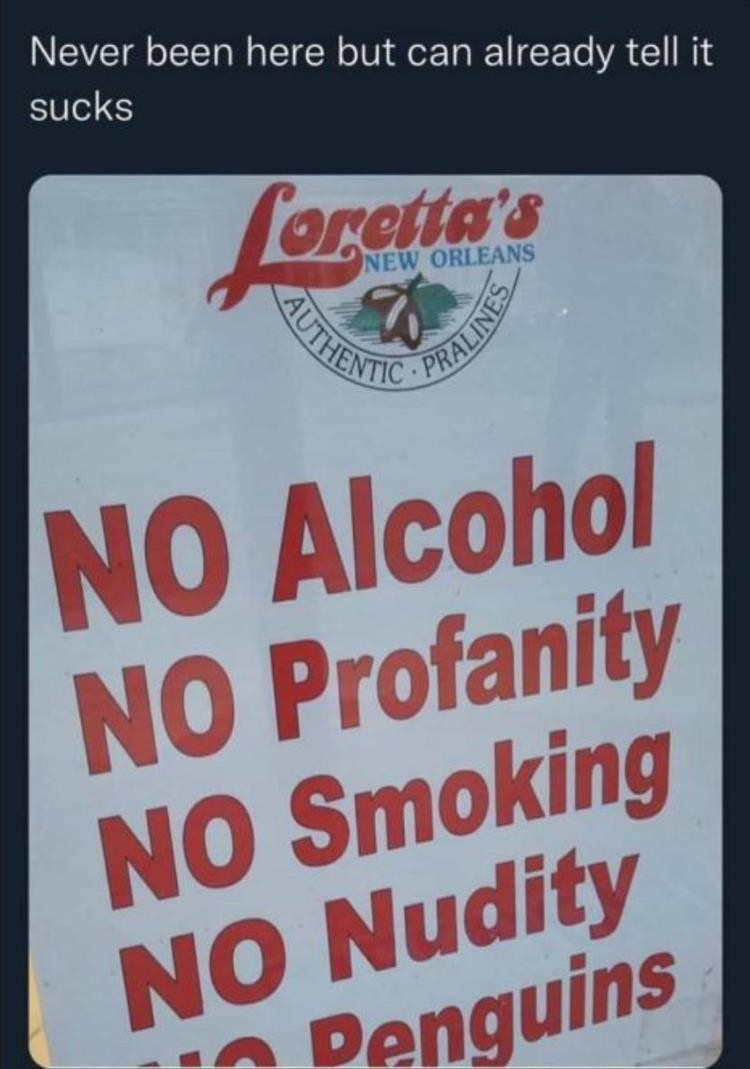 Never been here but can already tell it
sucks
Loretta's
NEW ORLEANS
AUTHENTIC · PRALINES
NO Alcohol
NO Profanity
NO Smoking
NO Nudity
NO Penguins